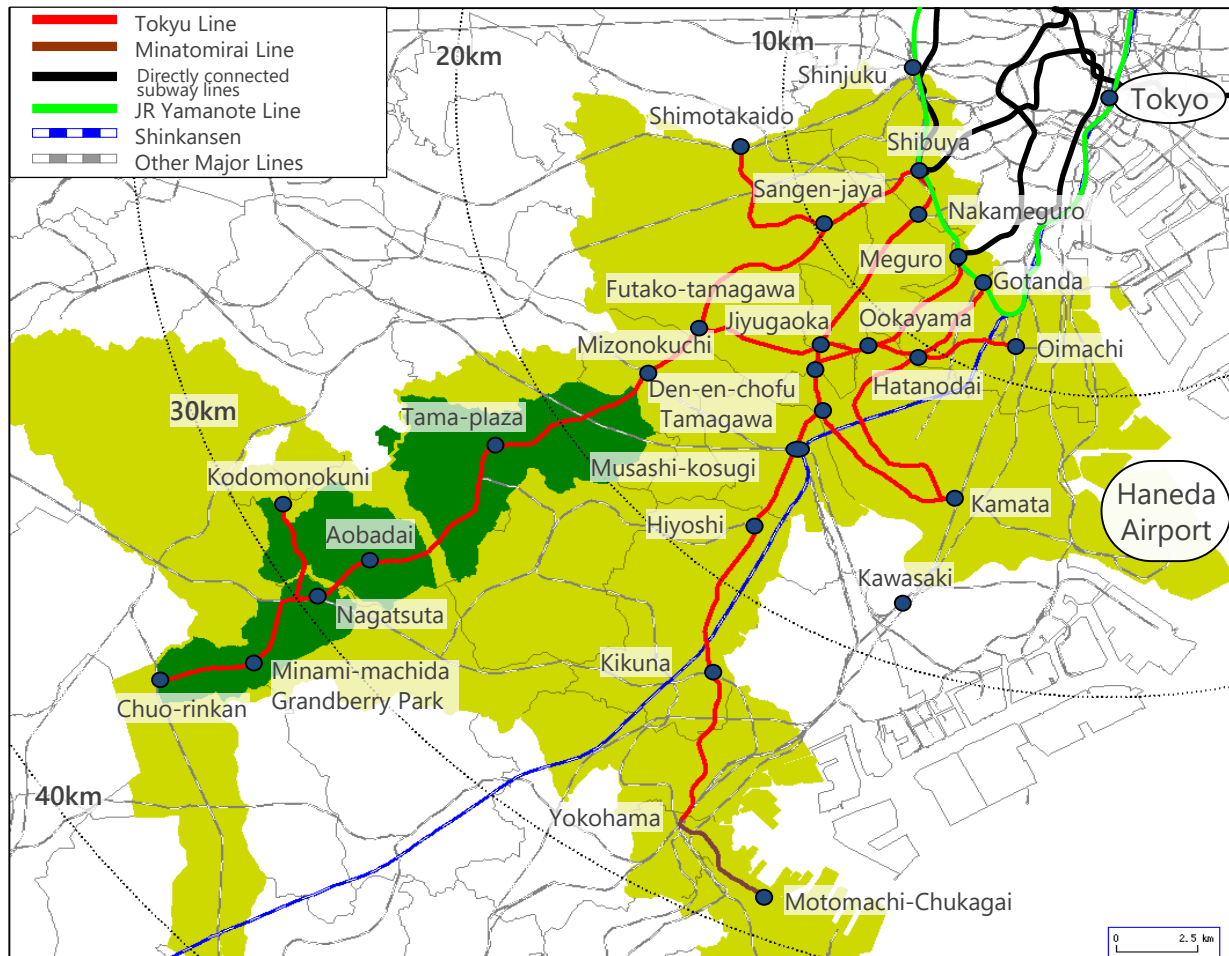 Tokyu Line
Minatomirai Line
Directly connected
subway lines
JR Yamanote Line
Shinkansen
Other Major Lines
20km
10km
Shinjuku
Tokyo
Shimotakaido
Shibuya
Sangen-jaya
Nakameguro
Meguro
Gotanda
Futako-tamagawa
Jiyugaoka
Ookayama
Mizonokuchi
Oimachi
Den-en-chofu
Hatanodai
30km
Tama-plaza
Tamagawa
Musashi-kosugi
Kodomonokuni
Kamata
Haneda
Airport
Hiyoshi
Aobadai
Kawasaki
Nagatsuta
Kikuna
Minami-machida
Grandberry Park
Chuo-rinkan
40km
Yokohama
Motomachi-Chukagai
0 2.5 km